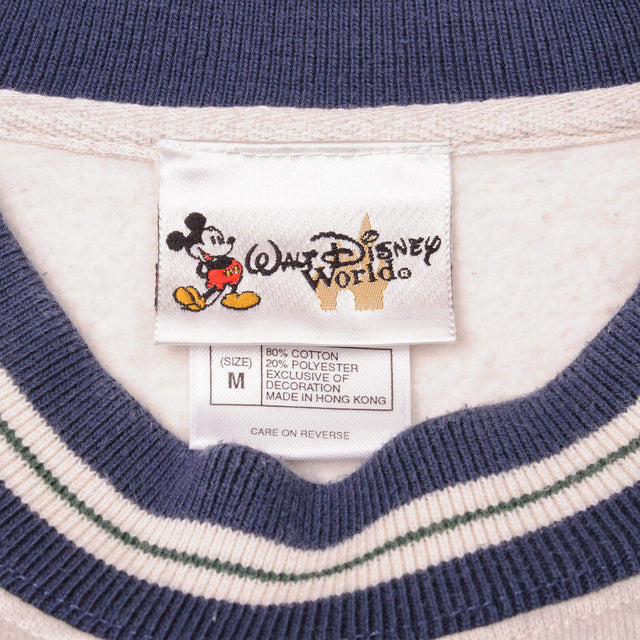 Walt Disney
World®
(SIZE)
M
80% COTTON
20% POLYESTER
EXCLUSIVE OF
DECORATION
MADE IN HONG KONG
CARE ON REVERSE